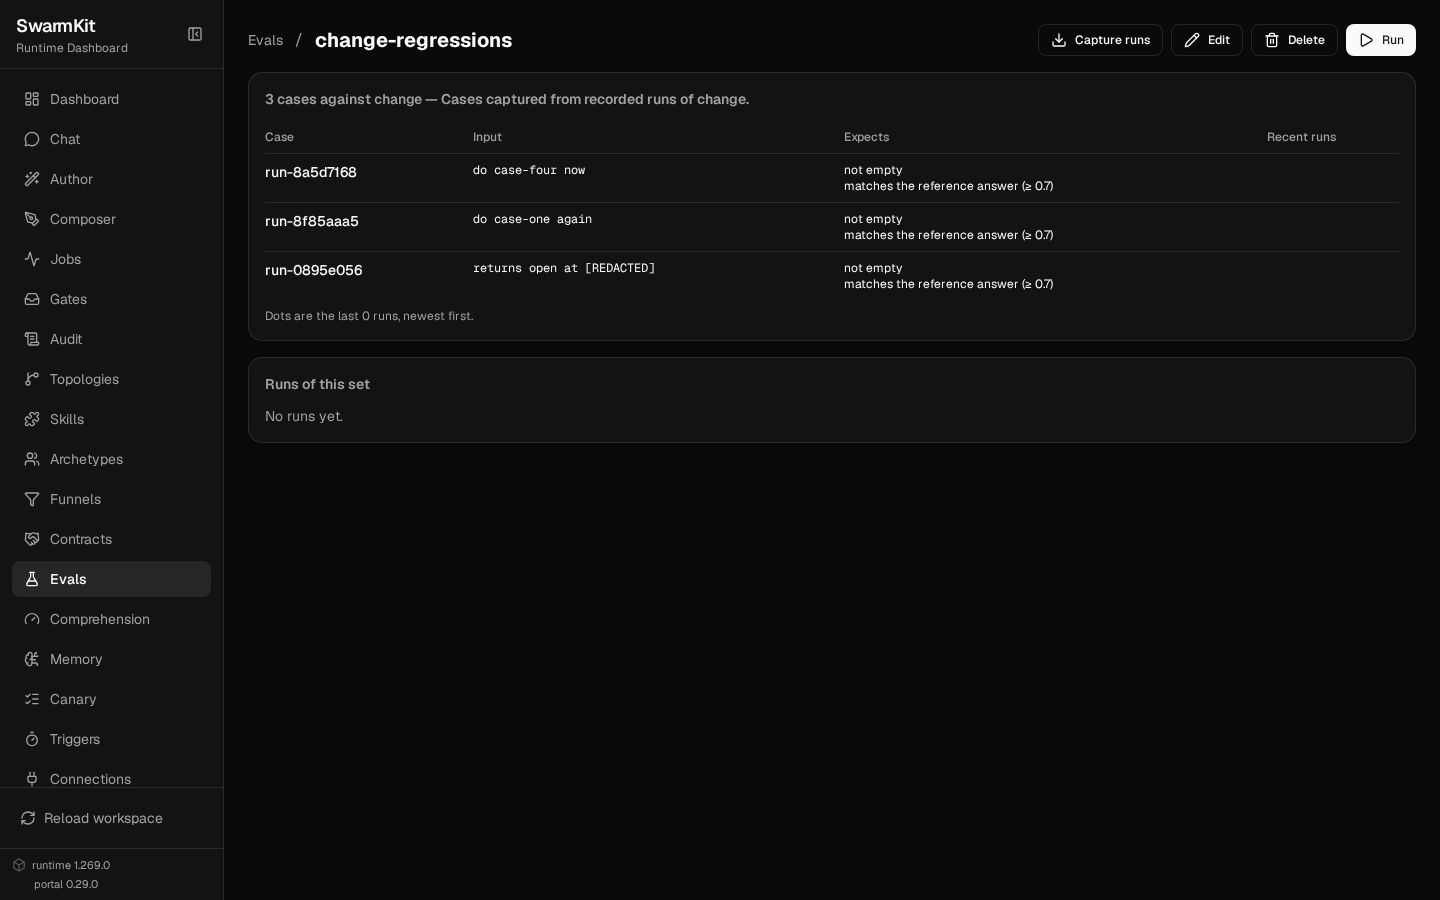 SwarmKit
Runtime Dashboard
Dashboard
Chat
Author
Composer
Jobs
Gates
Audit
Topologies
Skills
Archetypes
Funnels
Contracts
Evals
Comprehension
Memory
Canary
Triggers
Connections
Reload workspace
runtime 1.269.0
portal 0.29.0
Evals / change-regressions
Capture runs
Edit
Delete
Run
3 cases against change — Cases captured from recorded runs of change.
Case Input Expects Recent runs
run-8a5d7168 do case-four now not empty
matches the reference answer (≥ 0.7)
run-8f85aaa5 do case-one again not empty
matches the reference answer (≥ 0.7)
run-0895e056 returns open at [REDACTED] not empty
matches the reference answer (≥ 0.7)
Dots are the last 0 runs, newest first.
Runs of this set
No runs yet.